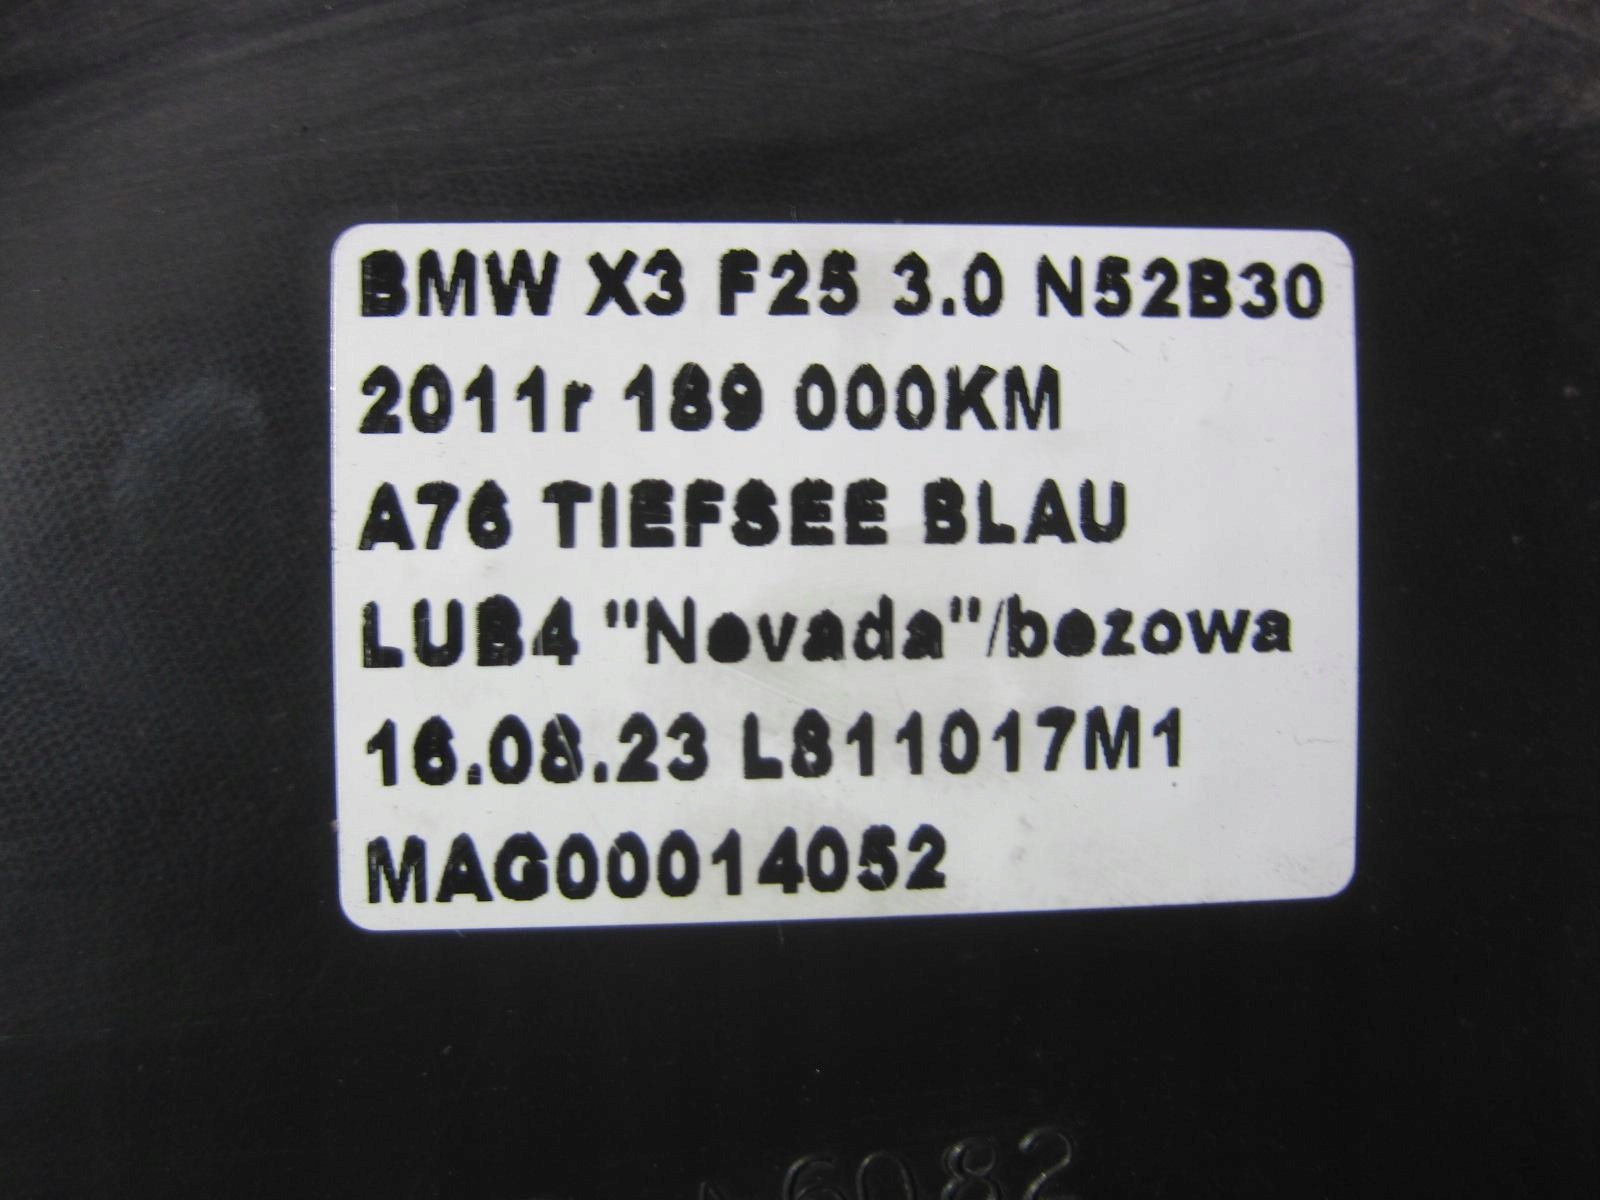 BMW X3 F25 3.0 N52B30
2011r 189 000KM
A76 TIEFSEE BLAU
LUB4 "Nevada"/bezowa
16.08.23 L811017M1
MAG00014052
6082